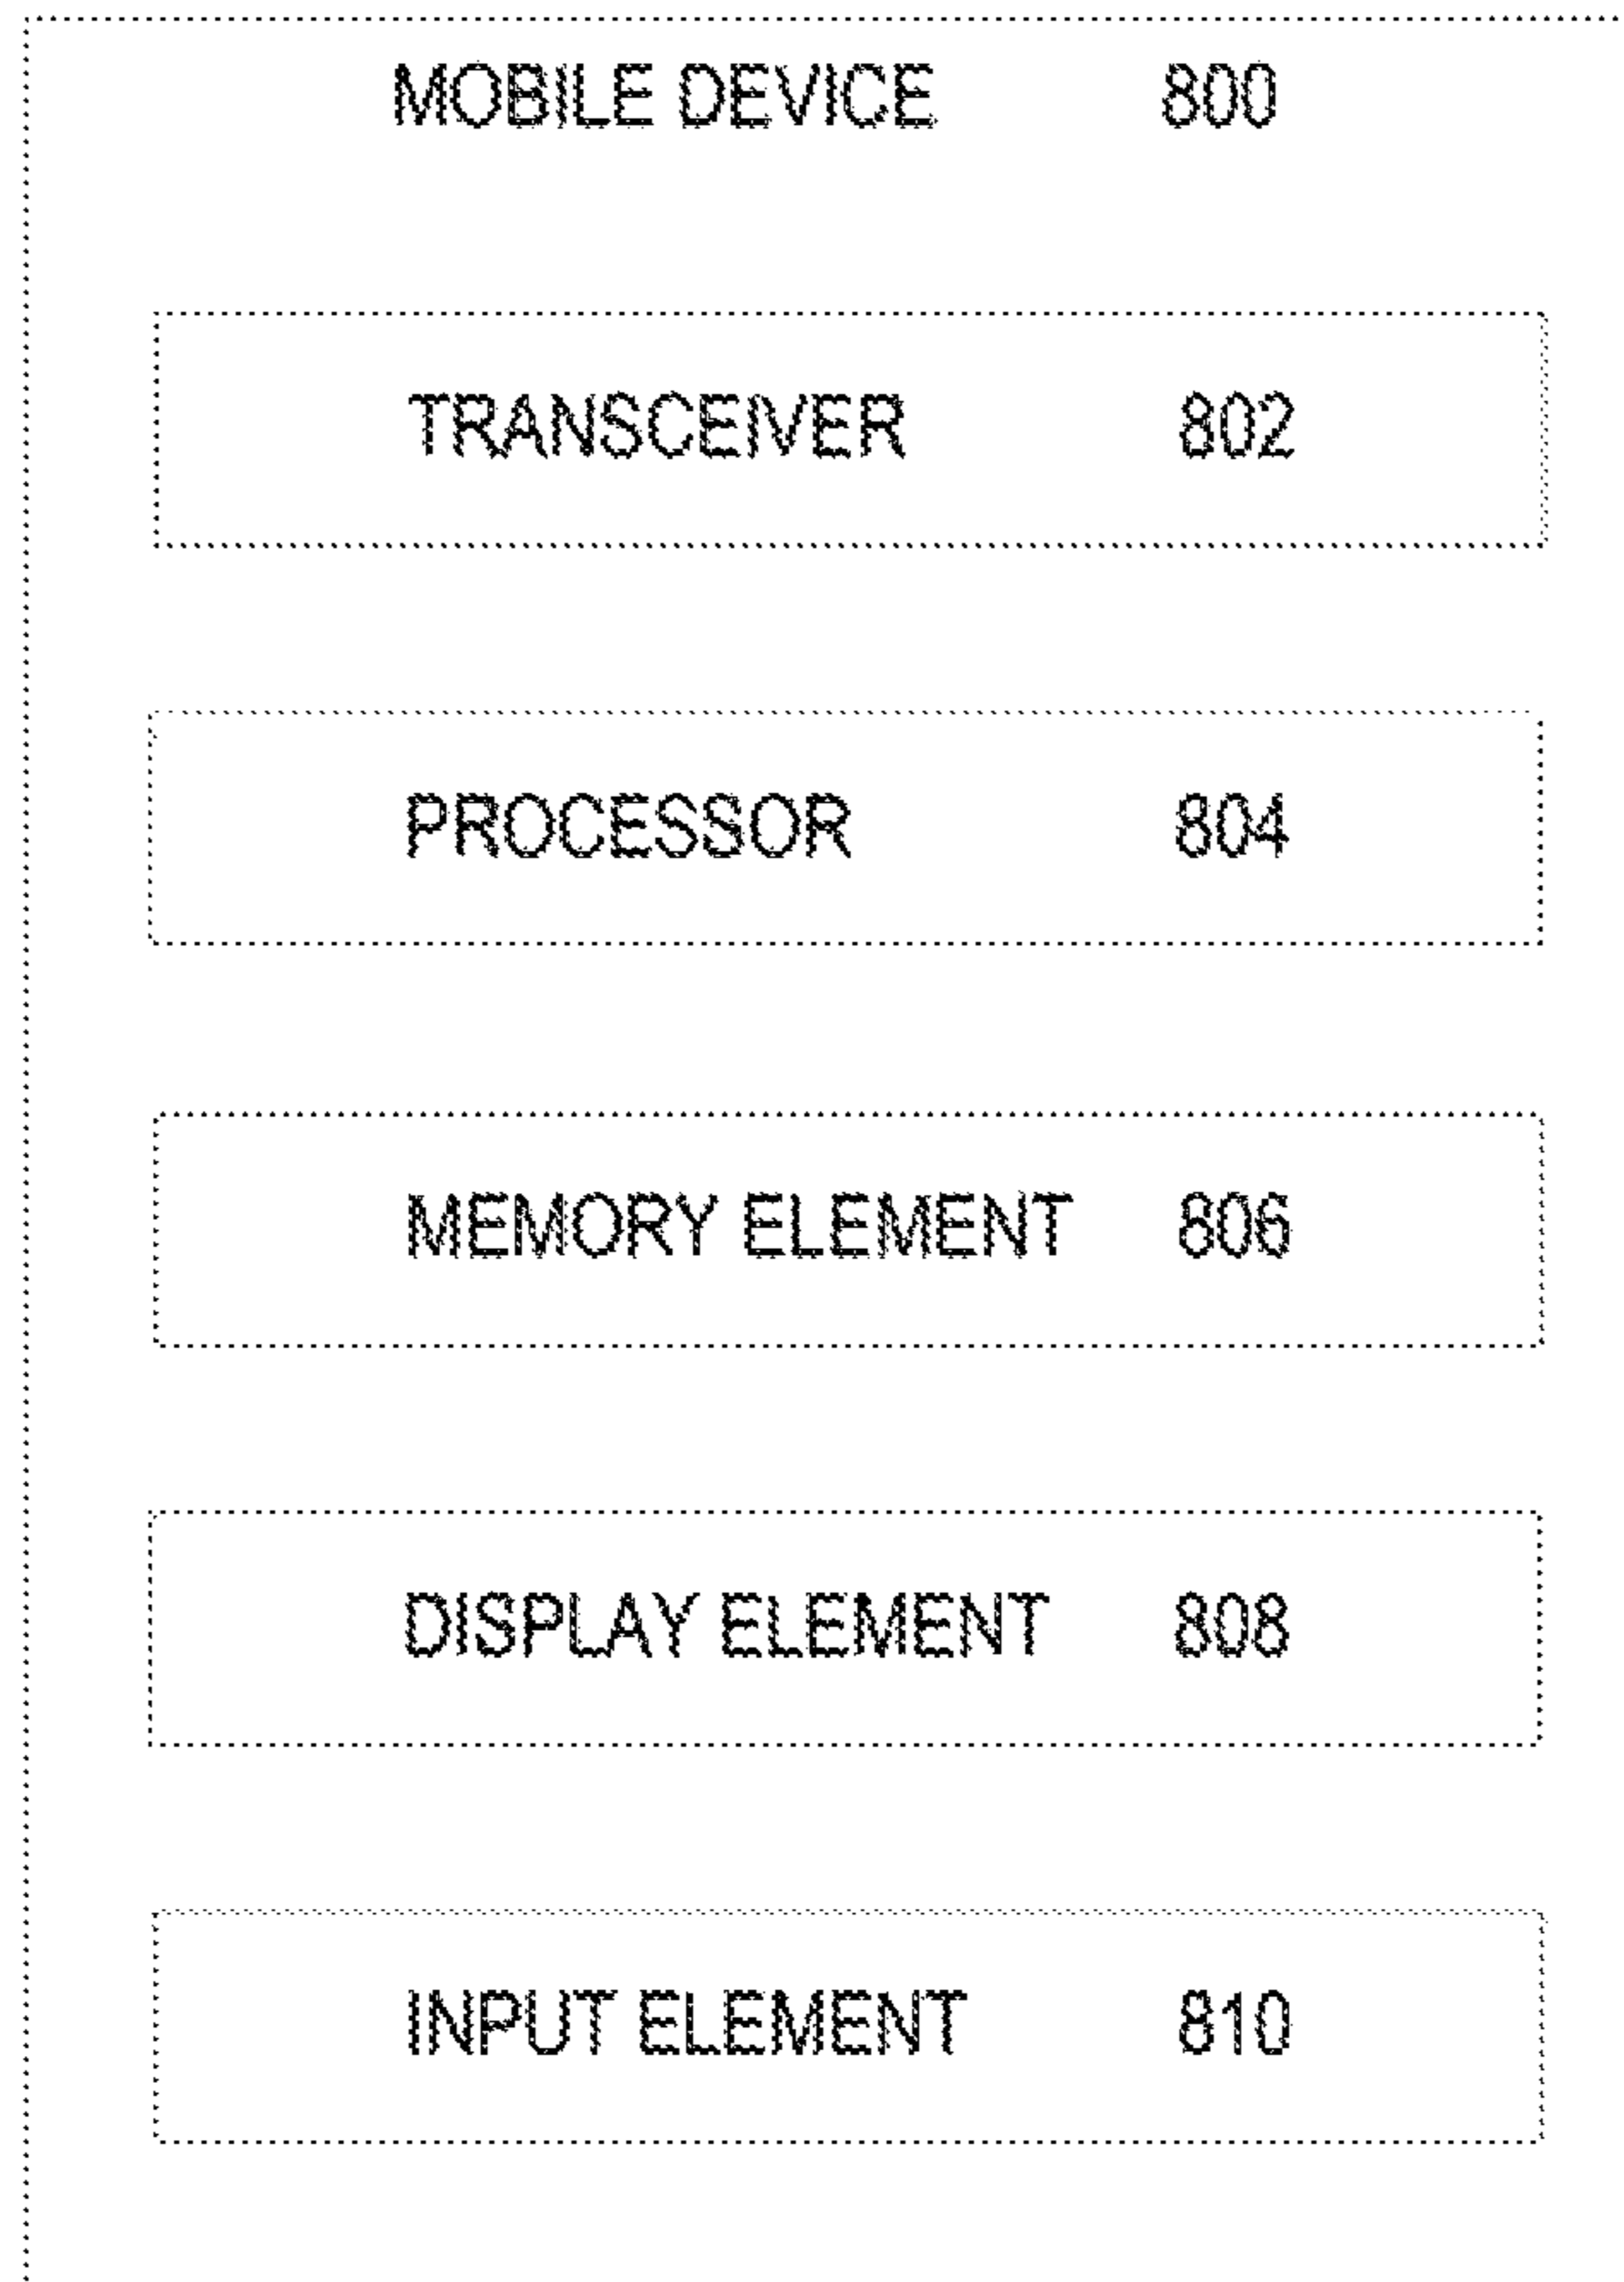 MOBILE DEVICE 800
TRANSCEIVER 802
PROCESSOR 804
MEMORY ELEMENT 806
DISPLAY ELEMENT 808
INPUT ELEMENT 810